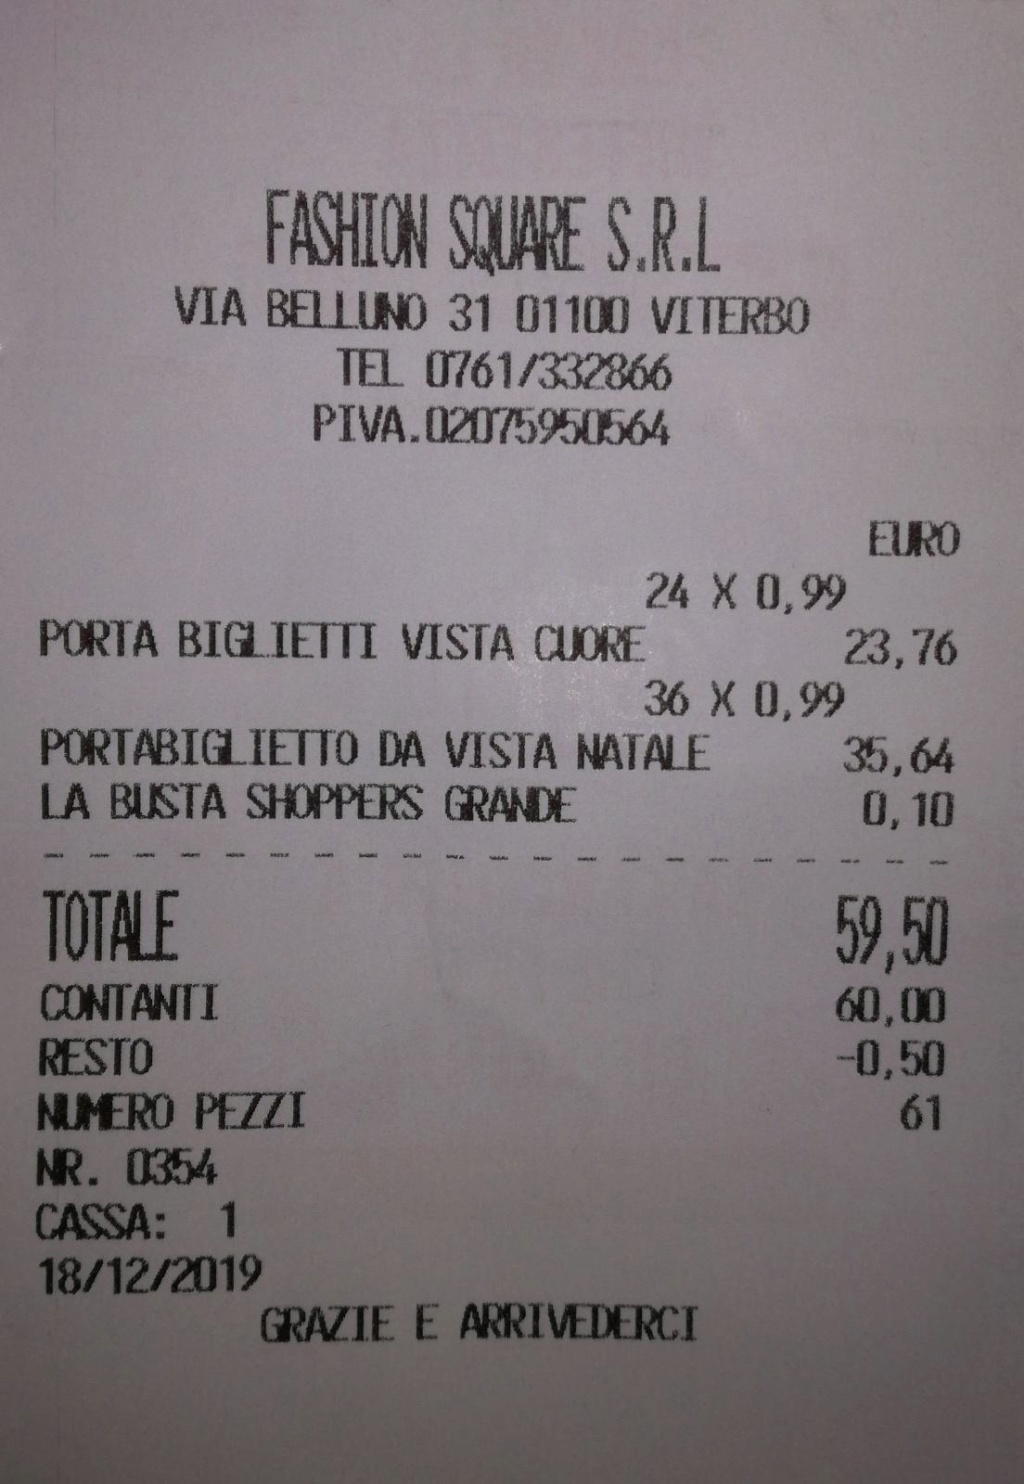 FASHION SQUARE S.R.L
VIA BELLUNO 31 01100 VITERBO
TEL 0761/332866
PIVA.02075950564
EURO
24 X 0,99
PORTA BIGLIETTI VISTA CUORE 23,76
36 X 0,99
PORTABIGLIETTO DA VISTA NATALE 35,64
LA BUSTA SHOPPERS GRANDE 0,10
TOTALE 59,50
CONTANTI 60,00
RESTO -0,50
NUMERO PEZZI 61
NR. 0354
CASSA: 1
18/12/2019
GRAZIE E ARRIVEDERCI